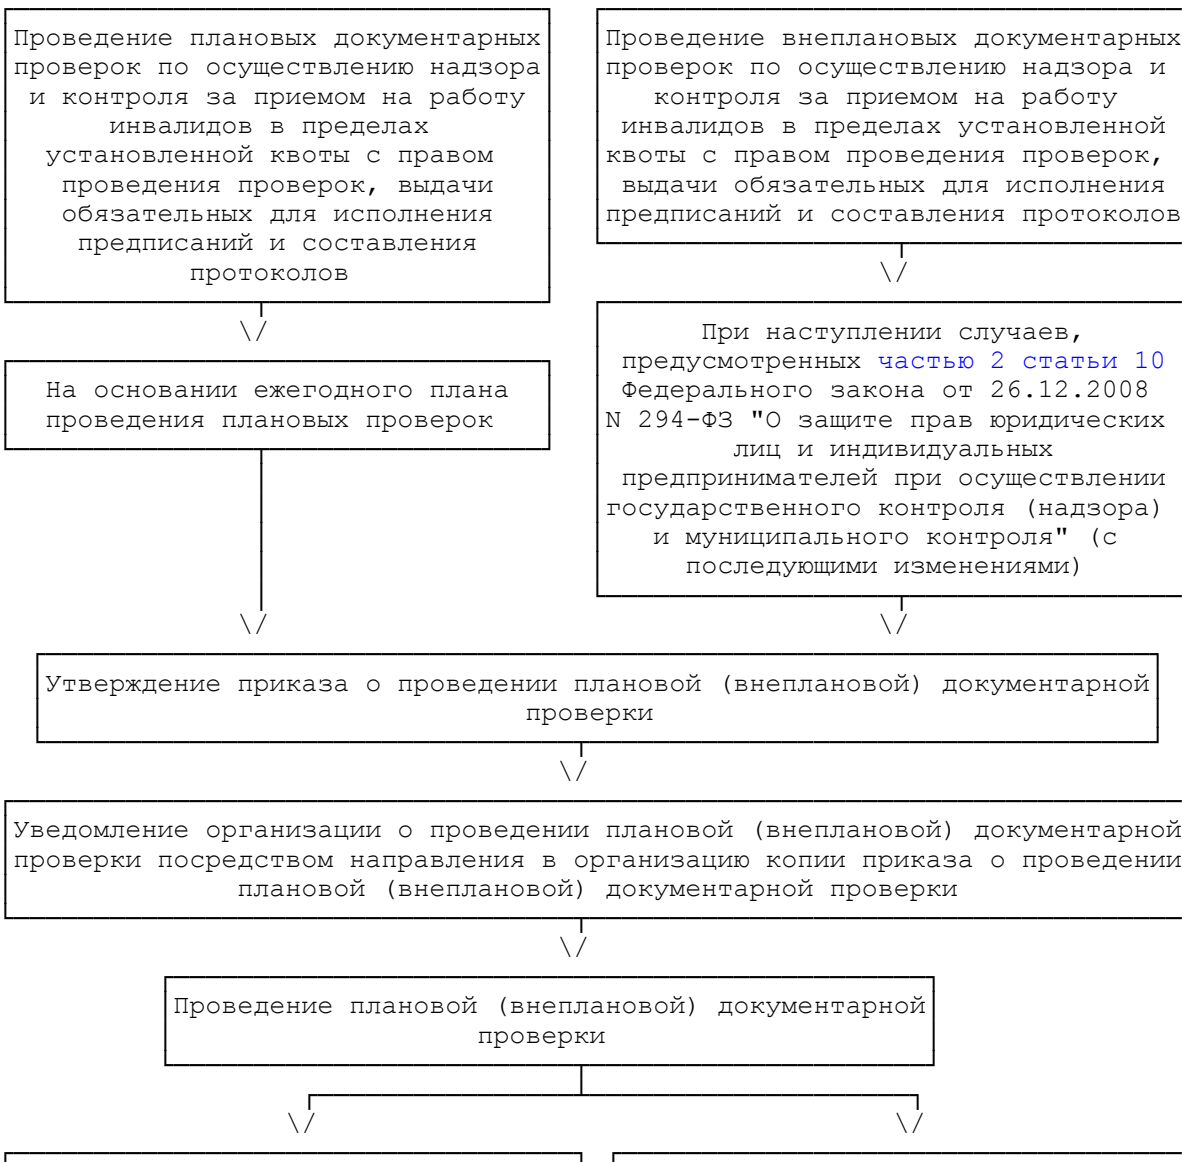 Проведение плановых документарных
проверок по осуществлению надзора
и контроля за приемом на работу
инвалидов в пределах
установленной квоты с правом
проведения проверок, выдачи
обязательных для исполнения
предписаний и составления
протоколов
Проведение внеплановых документарных
проверок по осуществлению надзора и
контроля за приемом на работу
инвалидов в пределах установленной
квоты с правом проведения проверок,
выдачи обязательных для исполнения
предписаний и составления протоколов
На основании ежегодного плана
проведения плановых проверок
При наступлении случаев,
предусмотренных частью 2 статьи 10
Федерального закона от 26.12.2008
N 294-ФЗ "О защите прав юридических
лиц и индивидуальных
предпринимателей при осуществлении
государственного контроля (надзора)
и муниципального контроля" (с
последующими изменениями)
Утверждение приказа о проведении плановой (внеплановой) документарной
проверки
Уведомление организации о проведении плановой (внеплановой) документарной
проверки посредством направления в организацию копии приказа о проведении
плановой (внеплановой) документарной проверки
Проведение плановой (внеплановой) документарной
проверки